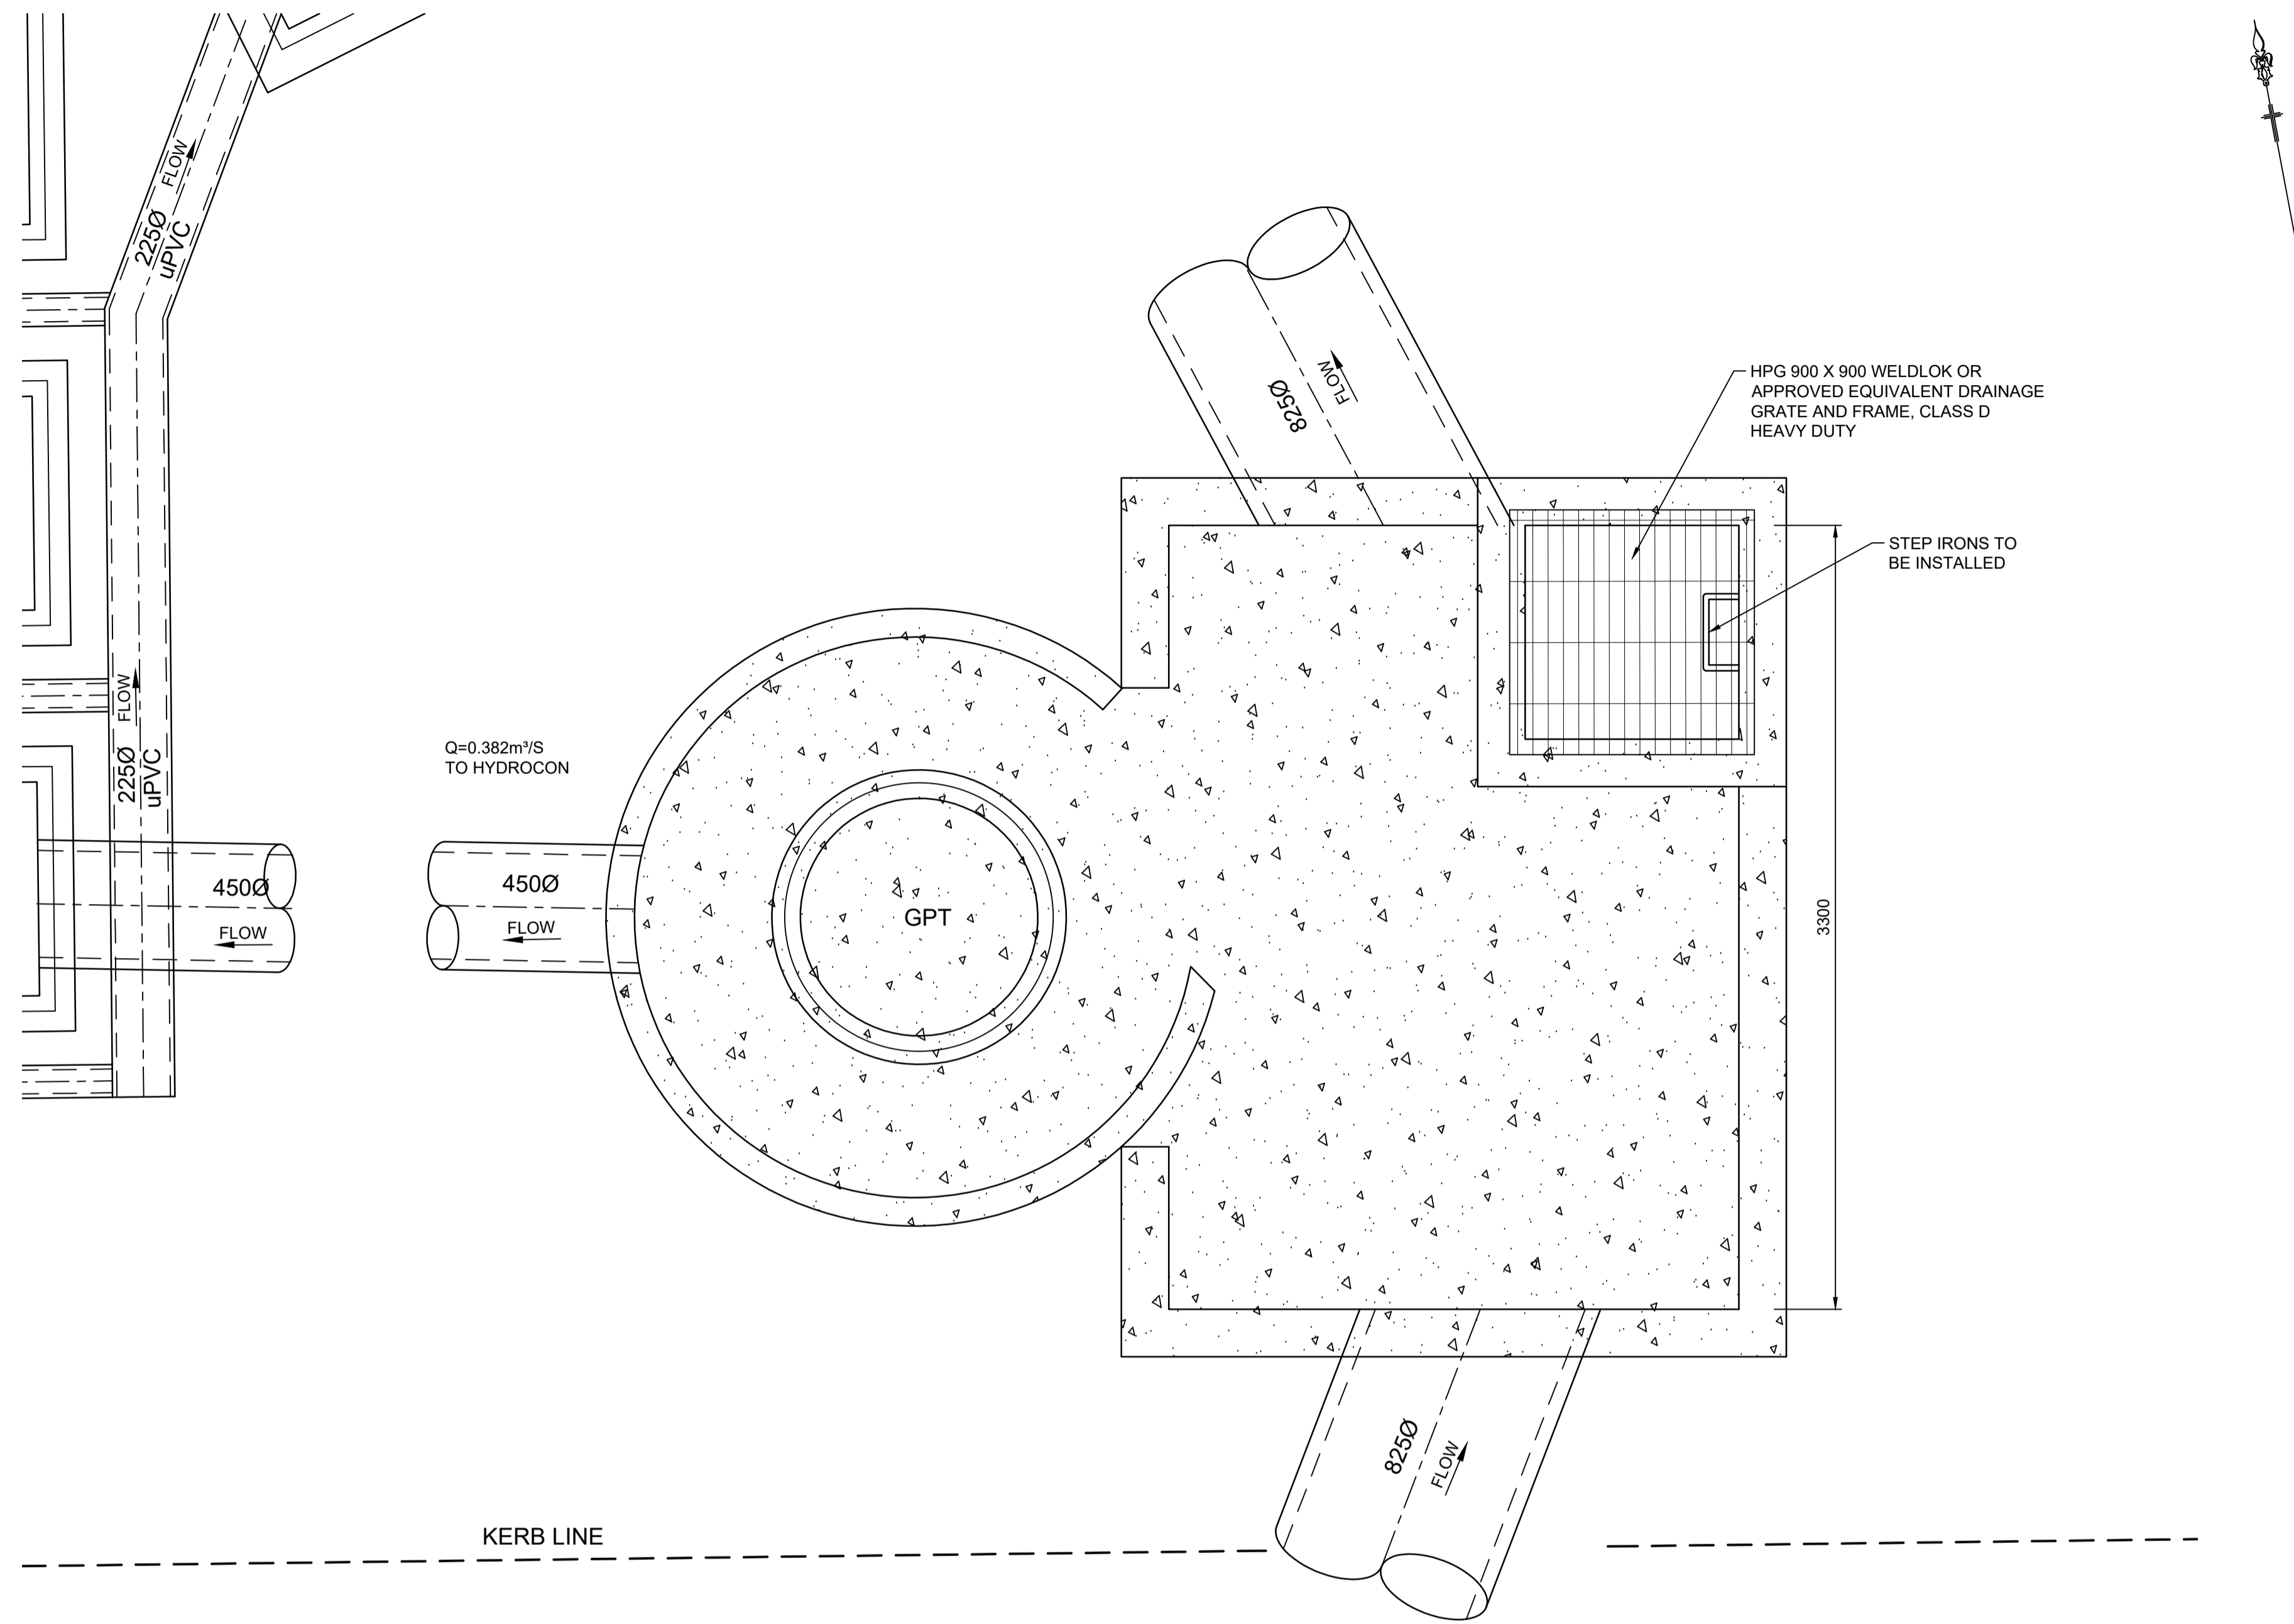 FLOW
225Ø
uPVC
825Ø
FLOW
HPG 900 X 900 WELDLOK OR
APPROVED EQUIVALENT DRAINAGE
GRATE AND FRAME, CLASS D
HEAVY DUTY
STEP IRONS TO
BE INSTALLED
FLOW
225Ø
uPVC
Q=0.382m³/S
TO HYDROCON
450Ø
FLOW
450Ø
FLOW
GPT
3300
825Ø
FLOW
KERB LINE